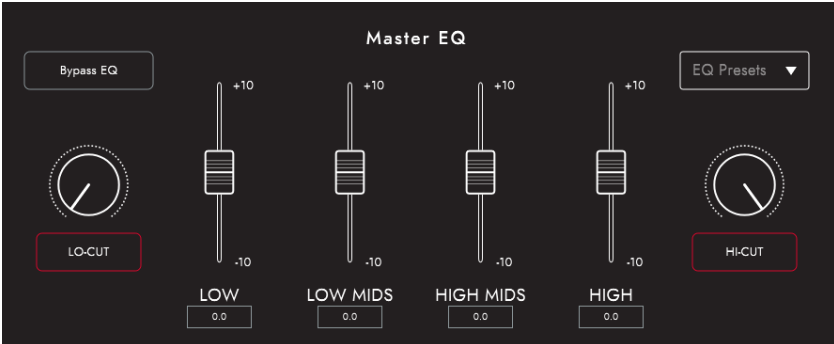 Master EQ
Bypass EQ
EQ Presets
+10 +10 +10 +10
LO-CUT
HI-CUT
-10 -10 -10 -10
LOW LOW MIDS HIGH MIDS HIGH
0.0 0.0 0.0 0.0